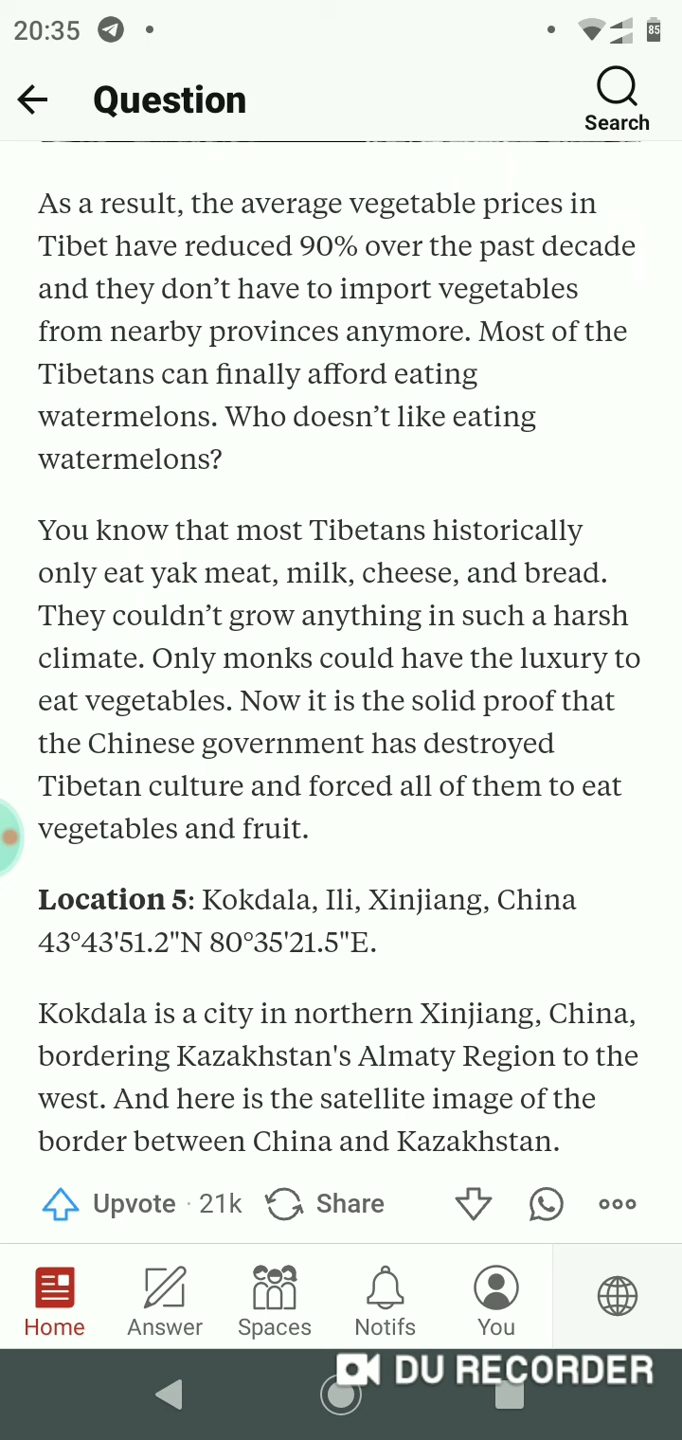 20:35
85
Question
Search
As a result, the average vegetable prices in
Tibet have reduced 90% over the past decade
and they don’t have to import vegetables
from nearby provinces anymore. Most of the
Tibetans can finally afford eating
watermelons. Who doesn’t like eating
watermelons?
You know that most Tibetans historically
only eat yak meat, milk, cheese, and bread.
They couldn’t grow anything in such a harsh
climate. Only monks could have the luxury to
eat vegetables. Now it is the solid proof that
the Chinese government has destroyed
Tibetan culture and forced all of them to eat
vegetables and fruit.
Location 5: Kokdala, Ili, Xinjiang, China
43°43'51.2"N 80°35'21.5"E.
Kokdala is a city in northern Xinjiang, China,
bordering Kazakhstan's Almaty Region to the
west. And here is the satellite image of the
border between China and Kazakhstan.
Upvote · 21k Share
Home Answer Spaces Notifs You
DU RECORDER